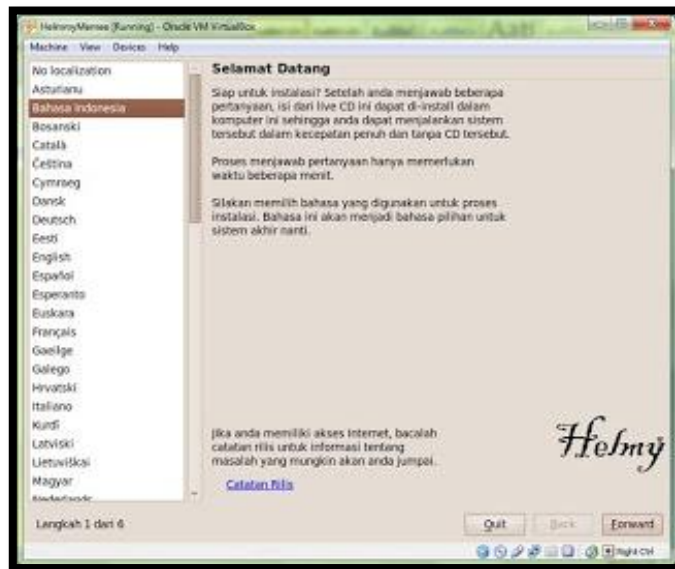 HelmmyMensee [Running] - Oracle VM VirtualBox
Machine View Devices Help
No localization
Asturianu
Bahasa Indonesia
Bosanski
Català
Čeština
Cymraeg
Dansk
Deutsch
Eesti
English
Español
Esperanto
Euskara
Français
Gaeilge
Galego
Hrvatski
Italiano
Kurdî
Latviski
Lietuviškai
Magyar
Nederlands
Selamat Datang
Siap untuk instalasi? Setelah anda menjawab beberapa
pertanyaan, isi dari live CD ini dapat di-install dalam
komputer ini sehingga anda dapat menjalankan sistem
tersebut dalam kecepatan penuh dan tanpa CD tersebut.
Proses menjawab pertanyaan hanya memerlukan
waktu beberapa menit.
Silakan memilih bahasa yang digunakan untuk proses
instalasi. Bahasa ini akan menjadi bahasa pilihan untuk
sistem akhir nanti.
Jika anda memiliki akses Internet, bacalah
catatan rilis untuk informasi tentang
masalah yang mungkin akan anda jumpai.
Catatan Rilis
Helmy
Langkah 1 dari 6
Quit Back Forward
Right Ctrl